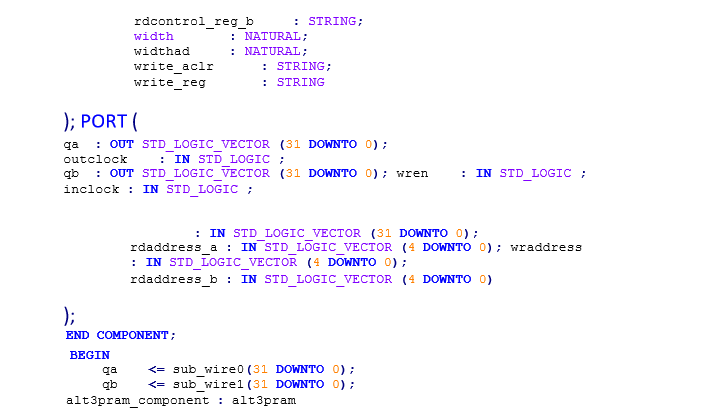 rdcontrol_reg_b : STRING;
width : NATURAL;
widthad : NATURAL;
write_aclr : STRING;
write_reg : STRING
); PORT (
qa : OUT STD_LOGIC_VECTOR (31 DOWNTO 0);
outclock : IN STD_LOGIC ;
qb : OUT STD_LOGIC_VECTOR (31 DOWNTO 0); wren : IN STD_LOGIC ;
inclock : IN STD_LOGIC ;
: IN STD_LOGIC_VECTOR (31 DOWNTO 0);
rdaddress_a : IN STD_LOGIC_VECTOR (4 DOWNTO 0); wraddress
: IN STD_LOGIC_VECTOR (4 DOWNTO 0);
rdaddress_b : IN STD_LOGIC_VECTOR (4 DOWNTO 0)
);
END COMPONENT;
BEGIN
qa <= sub_wire0(31 DOWNTO 0);
qb <= sub_wire1(31 DOWNTO 0);
alt3pram_component : alt3pram